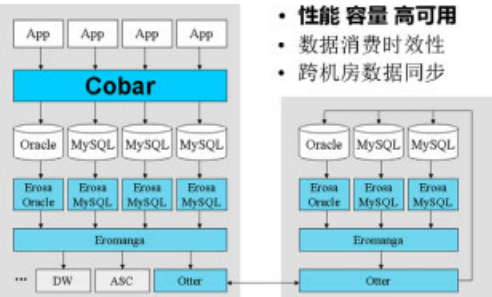 App App App App
Cobar
Oracle MySQL MySQL MySQL
Erosa Oracle Erosa MySQL Erosa MySQL Erosa MySQL
Eromanga
... DW ASC Otter
• 性能 容量 高可用
• 数据消费时效性
• 跨机房数据同步
Oracle MySQL MySQL
Erosa Oracle Erosa MySQL Erosa MySQL
Eromanga
Otter